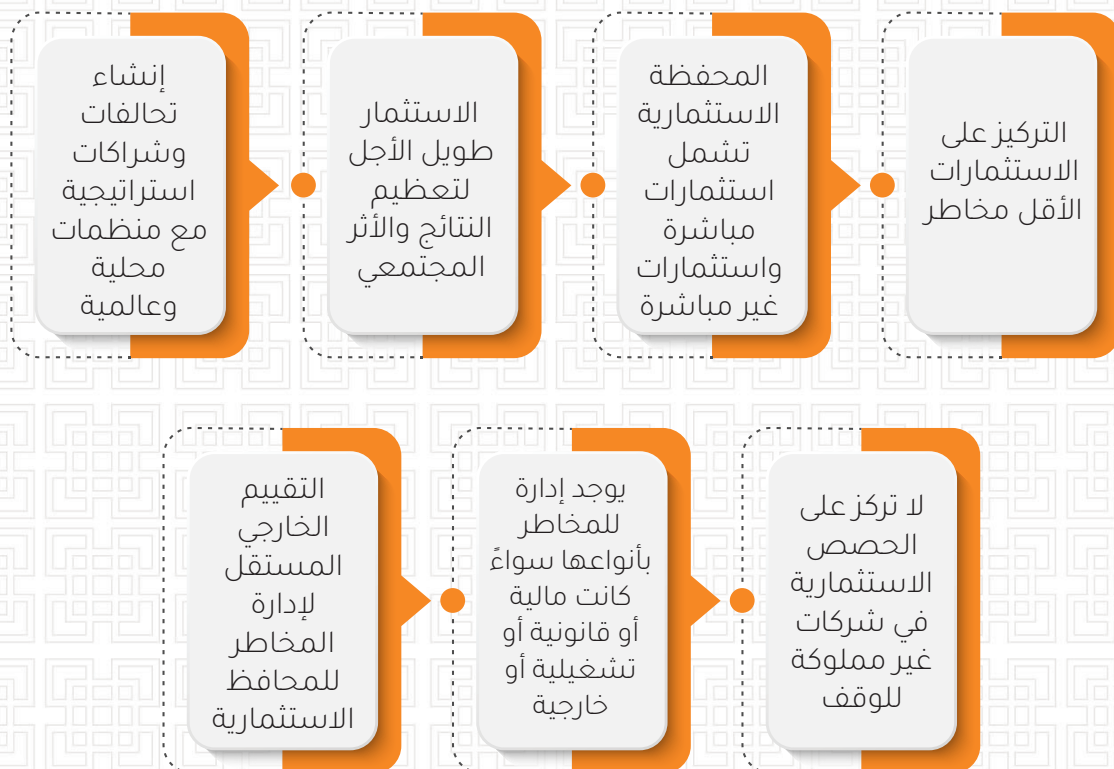 التركيز على
الاستثمارات
الأقل مخاطر
المحفظة
الاستثمارية
تشمل
استثمارات
مباشرة
واستثمارات
غير مباشرة
الاستثمار
طويل الأجل
لتعظيم
النتائج والأثر
المجتمعي
إنشاء
تحالفات
وشراكات
استراتيجية
مع منظمات
محلية
وعالمية
لا تركز على
الحصص
الاستثمارية
في شركات
غير مملوكة
للوقف
يوجد إدارة
للمخاطر
بأنواعها سواءً
كانت مالية
أو قانونية أو
تشغيلية أو
خارجية
التقييم
الخارجي
المستقل
لإدارة
المخاطر
للمحافظ
الاستثمارية